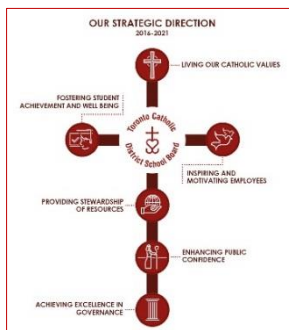 OUR STRATEGIC DIRECTION
2016-2021
LIVING OUR CATHOLIC VALUES
FOSTERING STUDENT
ACHIEVEMENT AND WELL BEING
Toronto Catholic
District School Board
INSPIRING AND
MOTIVATING EMPLOYEES
PROVIDING STEWARDSHIP
OF RESOURCES
ENHANCING PUBLIC
CONFIDENCE
ACHIEVING EXCELLENCE IN
GOVERNANCE